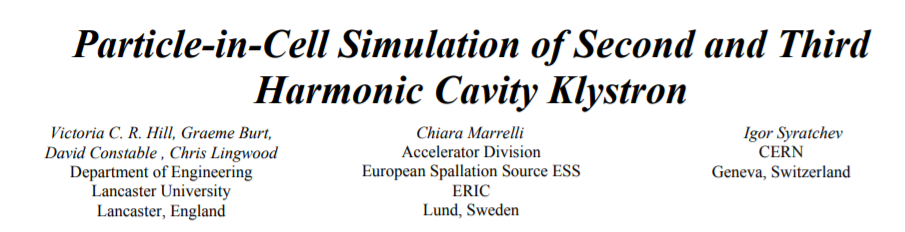 Particle-in-Cell Simulation of Second and Third
Harmonic Cavity Klystron
Victoria C. R. Hill, Graeme Burt,
David Constable , Chris Lingwood
Department of Engineering
Lancaster University
Lancaster, England
Chiara Marrelli
Accelerator Division
European Spallation Source ESS
ERIC
Lund, Sweden
Igor Syratchev
CERN
Geneva, Switzerland